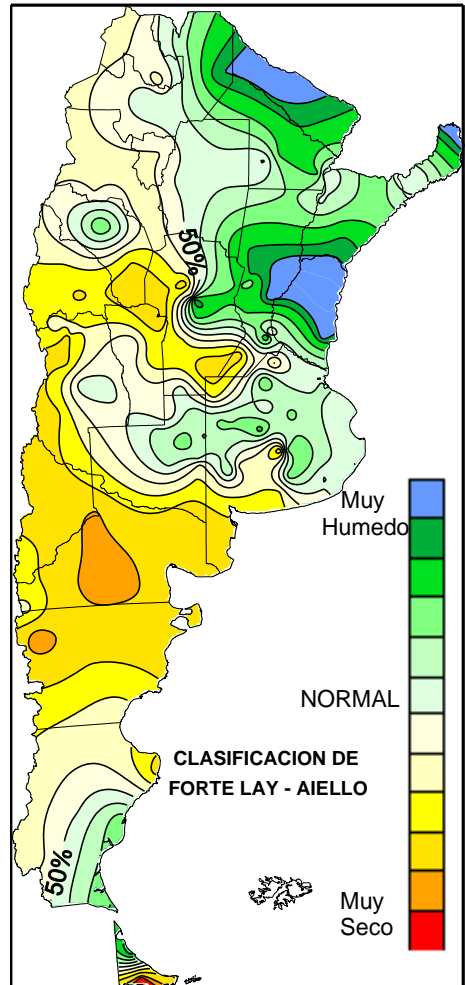 50%
Muy
Humedo
NORMAL
CLASIFICACION DE
FORTE LAY - AIELLO
50%
Muy
Seco